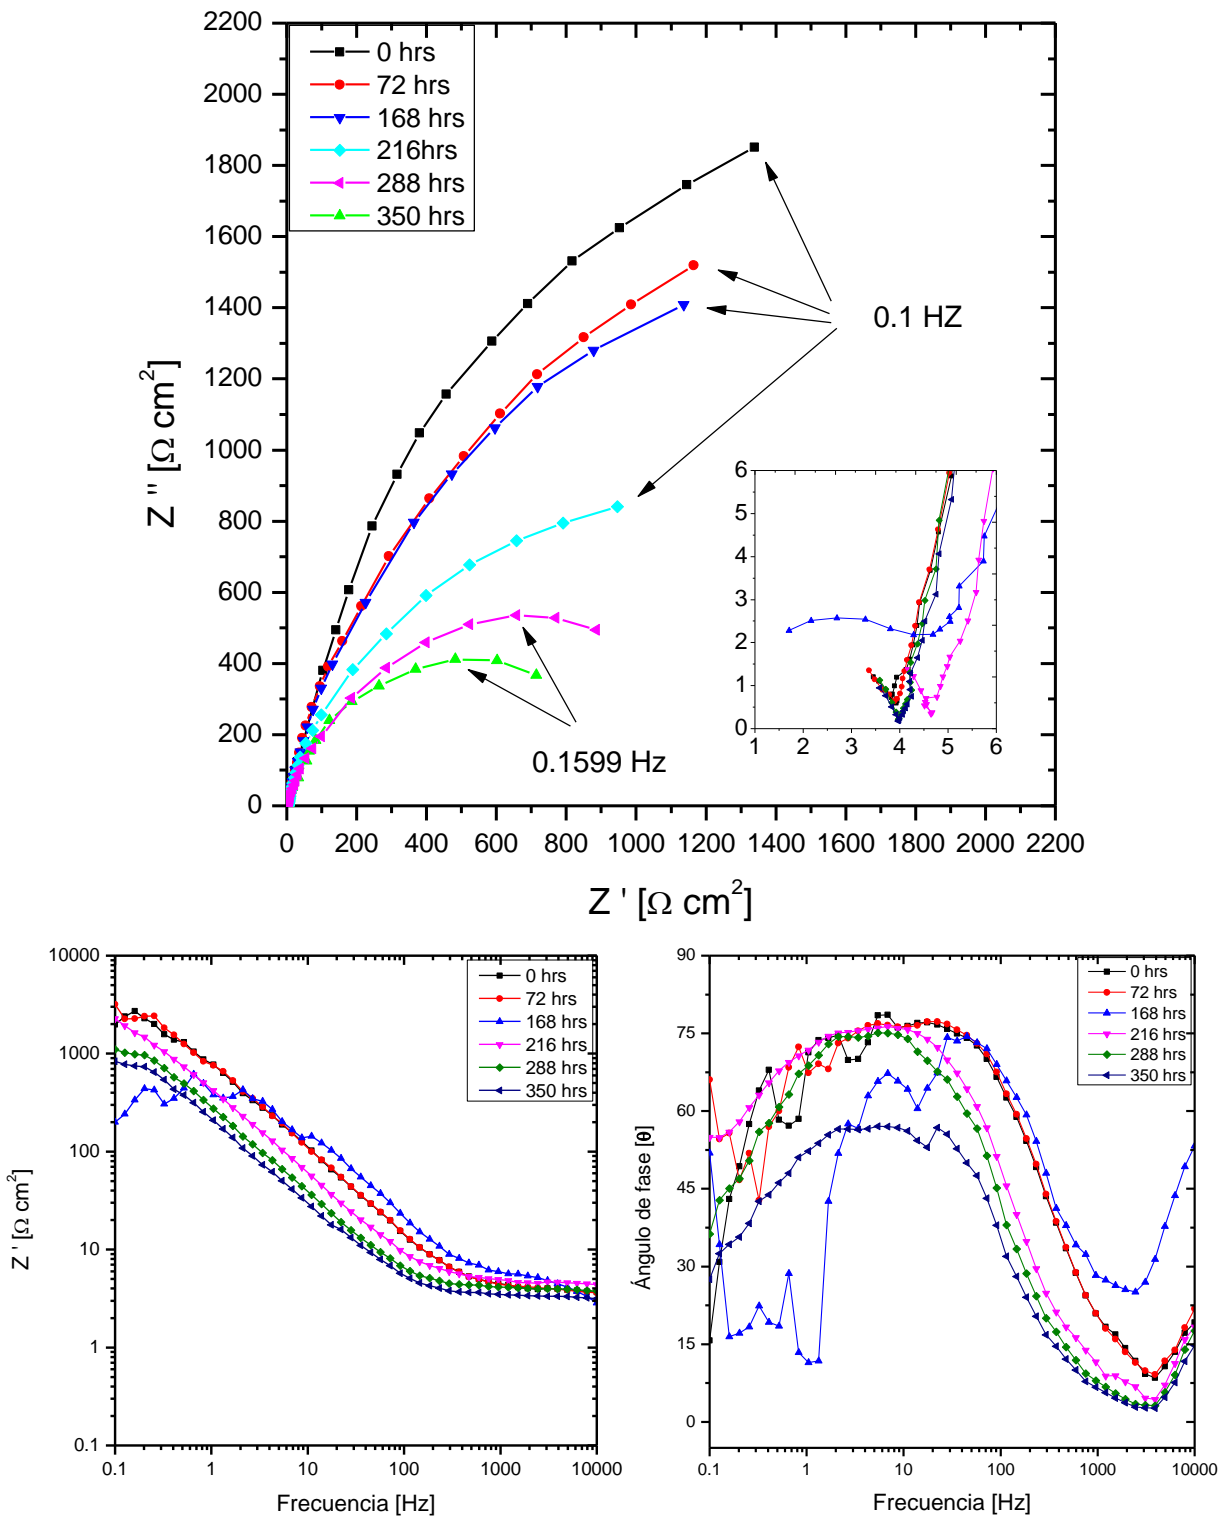 2200
2000
1800
1600
1400
1200
1000
800
600
400
200
0
Z '' [Ω cm²]
0 hrs
72 hrs
168 hrs
216hrs
288 hrs
350 hrs
0.1 HZ
0.1599 Hz
6
5
4
3
2
1
0
1 2 3 4 5 6
0 200 400 600 800 1000 1200 1400 1600 1800 2000 2200
Z ' [Ω cm²]
10000
1000
100
10
1
0.1
Z ' [Ω cm²]
0 hrs
72 hrs
168 hrs
216 hrs
288 hrs
350 hrs
0.1 1 10 100 1000 10000
Frecuencia [Hz]
90
75
60
45
30
15
0
Ángulo de fase [θ]
0 hrs
72 hrs
168 hrs
216 hrs
288 hrs
350 hrs
0.1 1 10 100 1000 10000
Frecuencia [Hz]